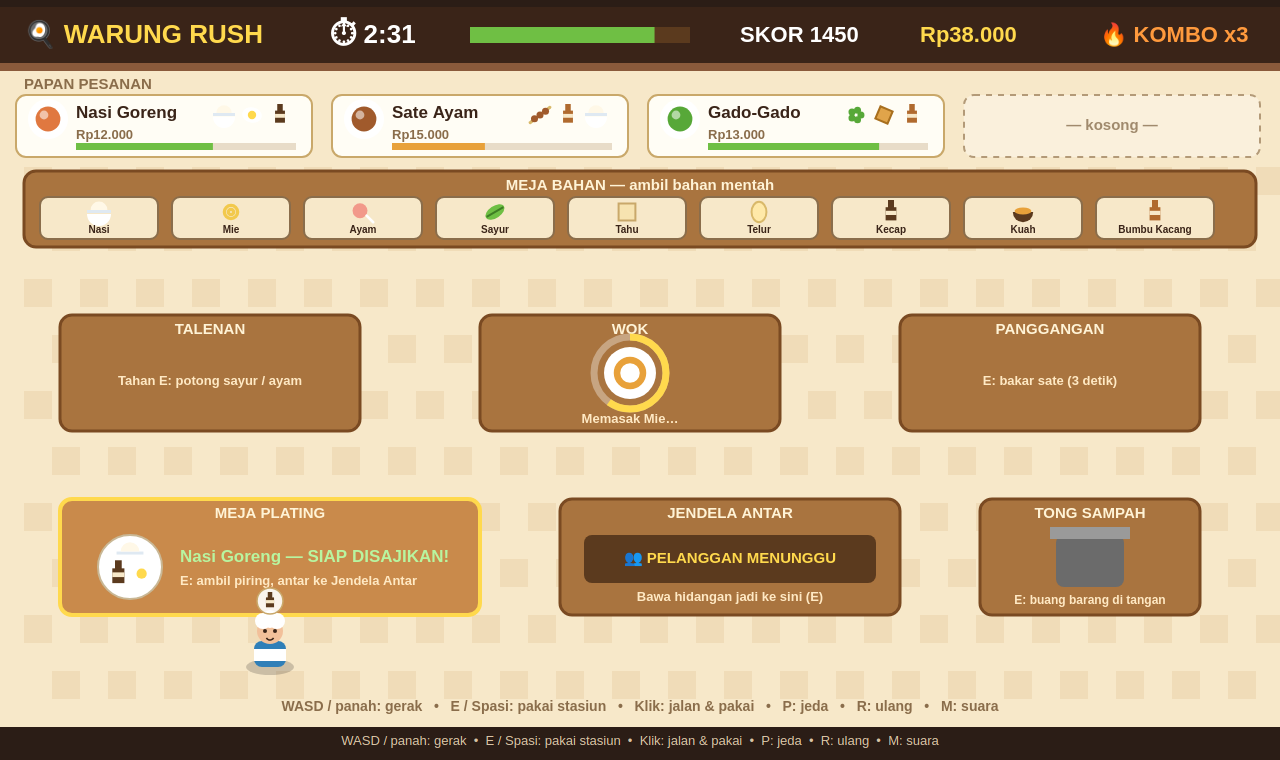 WARUNG RUSH
2:31
SKOR 1450
Rp38.000
KOMBO x3
PAPAN PESANAN
Nasi Goreng
Rp12.000
Sate Ayam
Rp15.000
Gado-Gado
Rp13.000
— kosong —
MEJA BAHAN — ambil bahan mentah
Nasi
Mie
Ayam
Sayur
Tahu
Telur
Kecap
Kuah
Bumbu Kacang
TALENAN
Tahan E: potong sayur / ayam
WOK
Memasak Mie…
PANGGANGAN
E: bakar sate (3 detik)
MEJA PLATING
Nasi Goreng — SIAP DISAJIKAN!
E: ambil piring, antar ke Jendela Antar
JENDELA ANTAR
PELANGGAN MENUNGGU
Bawa hidangan jadi ke sini (E)
TONG SAMPAH
E: buang barang di tangan
WASD / panah: gerak • E / Spasi: pakai stasiun • Klik: jalan & pakai • P: jeda • R: ulang • M: suara
WASD / panah: gerak • E / Spasi: pakai stasiun • Klik: jalan & pakai • P: jeda • R: ulang • M: suara